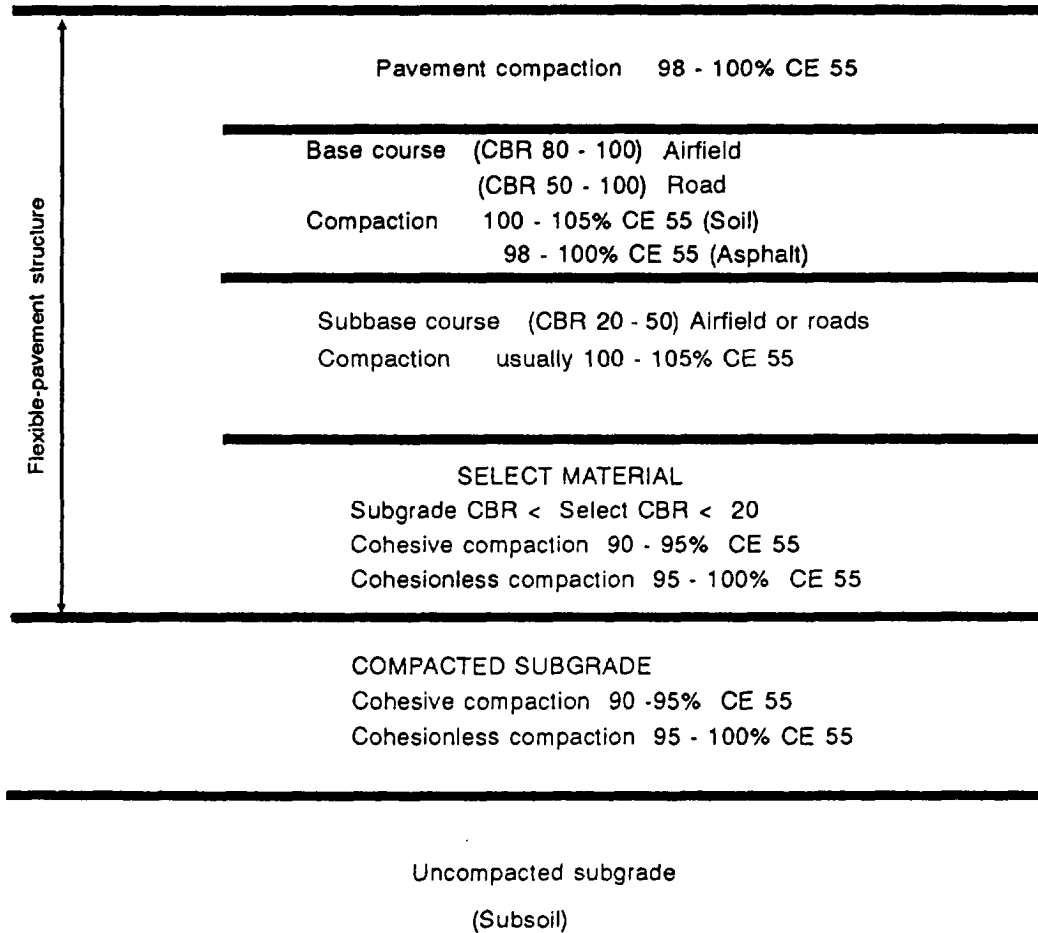 Flexible-pavement structure
Pavement compaction 98 - 100% CE 55
Base course (CBR 80 - 100) Airfield
(CBR 50 - 100) Road
Compaction 100 - 105% CE 55 (Soil)
98 - 100% CE 55 (Asphalt)
Subbase course (CBR 20 - 50) Airfield or roads
Compaction usually 100 - 105% CE 55
SELECT MATERIAL
Subgrade CBR < Select CBR < 20
Cohesive compaction 90 - 95% CE 55
Cohesionless compaction 95 - 100% CE 55
COMPACTED SUBGRADE
Cohesive compaction 90 -95% CE 55
Cohesionless compaction 95 - 100% CE 55
Uncompacted subgrade
(Subsoil)